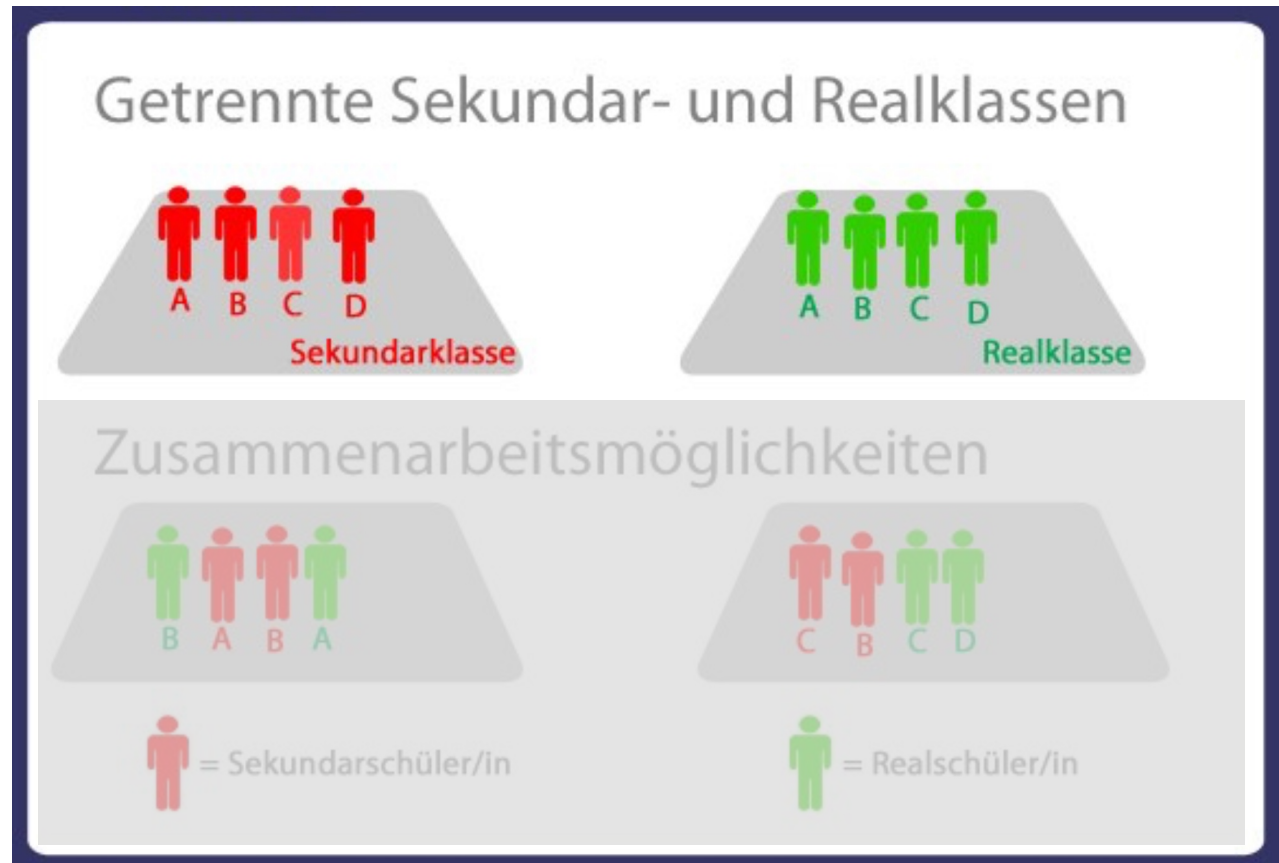 Getrennte Sekundar- und Realklassen
A B C D
Sekundarklasse
A B C D
Realklasse
Zusammenarbeitsmöglichkeiten
B A B A
C B C D
= Sekundarschüler/in
= Realschüler/in